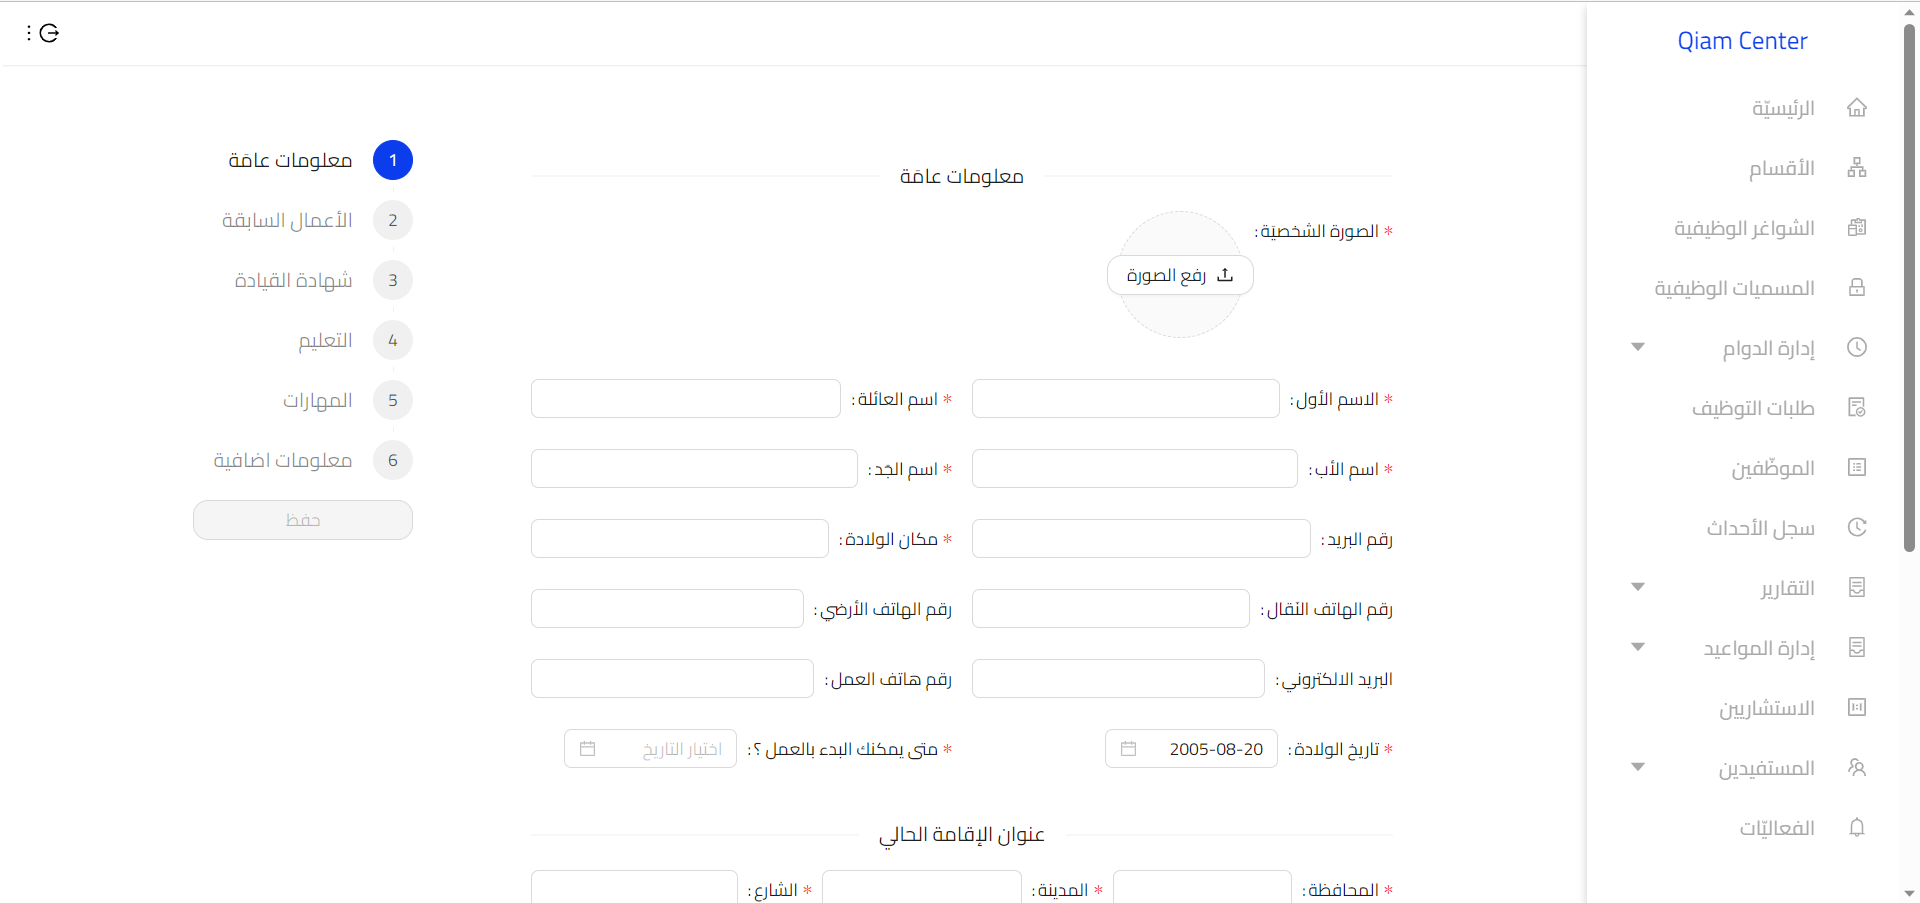 Qiam Center
الرئيسيّة
الأقسام
الشواغر الوظيفية
المسميات الوظيفية
إدارة الدوام
طلبات التوظيف
الموظّفين
سجل الأحداث
التقارير
إدارة المواعيد
الاستشاريين
المستفيدين
الفعاليّات
معلومات عامّة
* الصورة الشخصيّة :
رفع الصورة
* الاسم الأول : * اسم العائلة :
* اسم الأب : * اسم الجّد :
رقم البريد : * مكان الولادة :
رقم الهاتف النّقال : رقم الهاتف الأرضي :
البريد الالكتروني : رقم هاتف العمل :
* تاريخ الولادة : 2005-08-20 * متى يمكنك البدء بالعمل ؟ : اختيار التاريخ
عنوان الإقامة الحالي
* المحافظة : * المدينة : * الشارع :
1 معلومات عامّة
2 الأعمال السابقة
3 شهادة القيادة
4 التعليم
5 المهارات
6 معلومات اضافية
حفظ